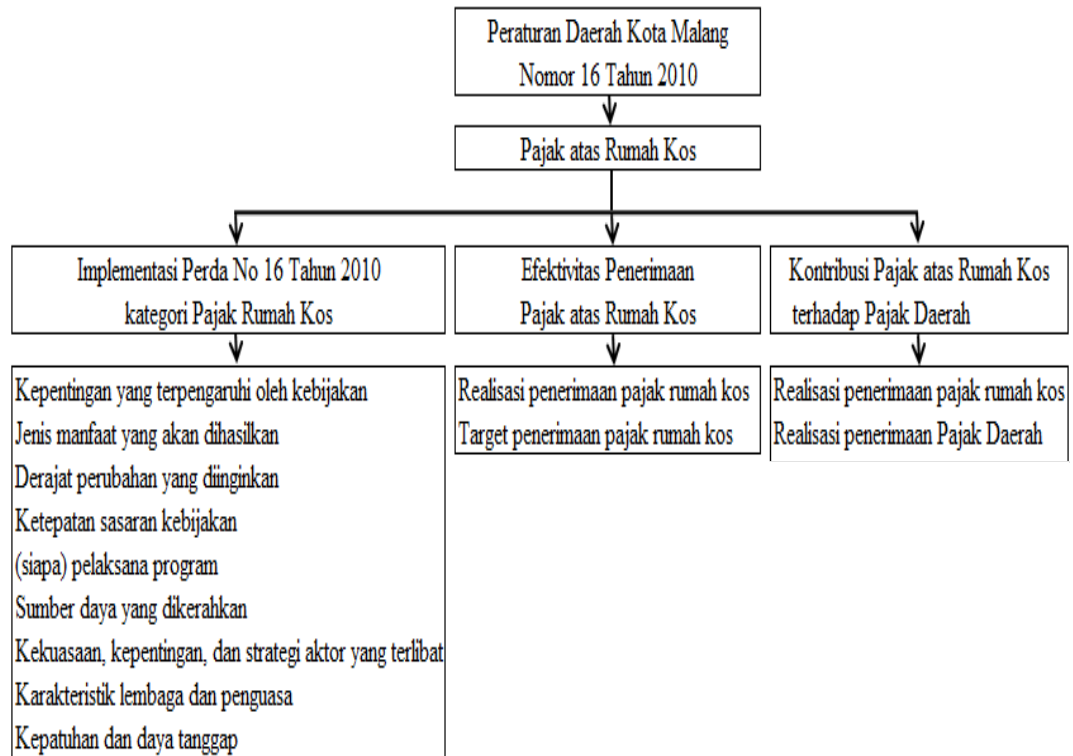 Peraturan Daerah Kota Malang
Nomor 16 Tahun 2010
Pajak atas Rumah Kos
Implementasi Perda No 16 Tahun 2010
kategori Pajak Rumah Kos
Efektivitas Penerimaan
Pajak atas Rumah Kos
Kontribusi Pajak atas Rumah Kos
terhadap Pajak Daerah
Kepentingan yang terpengaruhi oleh kebijakan
Jenis manfaat yang akan dihasilkan
Derajat perubahan yang diinginkan
Ketepatan sasaran kebijakan
(siapa) pelaksana program
Sumber daya yang dikerahkan
Kekuasaan, kepentingan, dan strategi aktor yang terlibat
Karakteristik lembaga dan penguasa
Kepatuhan dan daya tanggap
Realisasi penerimaan pajak rumah kos
Target penerimaan pajak rumah kos
Realisasi penerimaan pajak rumah kos
Realisasi penerimaan Pajak Daerah